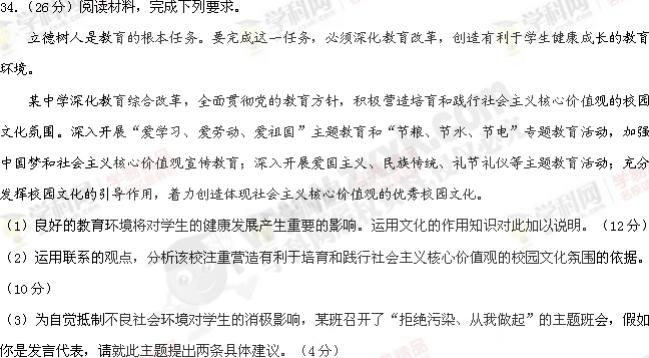 34.（26分）阅读材料，完成下列要求。
立德树人是教育的根本任务。要完成这一任务，必须深化教育改革，创造有利于学生健康成长的教育
环境。
某中学深化教育综合改革，全面贯彻党的教育方针，积极营造培育和践行社会主义核心价值观的校园
文化氛围。深入开展“爱学习、爱劳动、爱祖国”主题教育和“节粮、节水、节电”专题教育活动，加强
中国梦和社会主义核心价值观宣传教育；深入开展爱国主义、民族传统、礼节礼仪等主题教育活动；充分
发挥校园文化的引导作用，着力创造体现社会主义核心价值观的优秀校园文化。
（1）良好的教育环境将对学生的健康发展产生重要的影响。运用文化的作用知识对此加以说明。（12分）
（2）运用联系的观点，分析该校注重营造有利于培育和践行社会主义核心价值观的校园文化氛围的依据。
（10分）
（3）为自觉抵制不良社会环境对学生的消极影响，某班召开了“拒绝污染、从我做起”的主题班会，假如
你是发言代表，请就此主题提出两条具体建议。（4分）